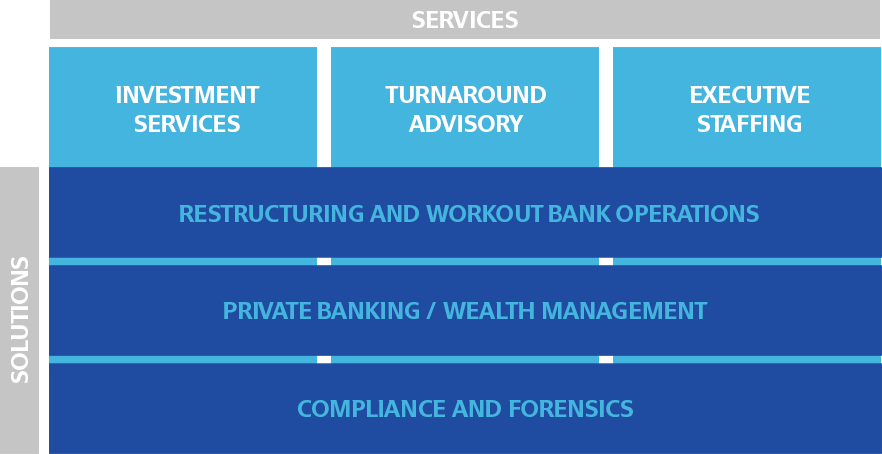 SERVICES
INVESTMENT
SERVICES
TURNAROUND
ADVISORY
EXECUTIVE
STAFFING
SOLUTIONS
RESTRUCTURING AND WORKOUT BANK OPERATIONS
PRIVATE BANKING / WEALTH MANAGEMENT
COMPLIANCE AND FORENSICS